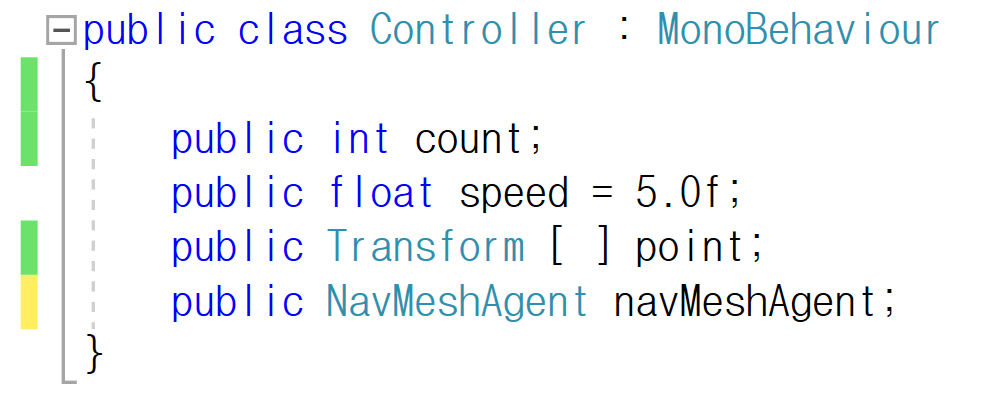 public class Controller : MonoBehaviour
{
public int count;
public float speed = 5.0f;
public Transform [ ] point;
public NavMeshAgent navMeshAgent;
}